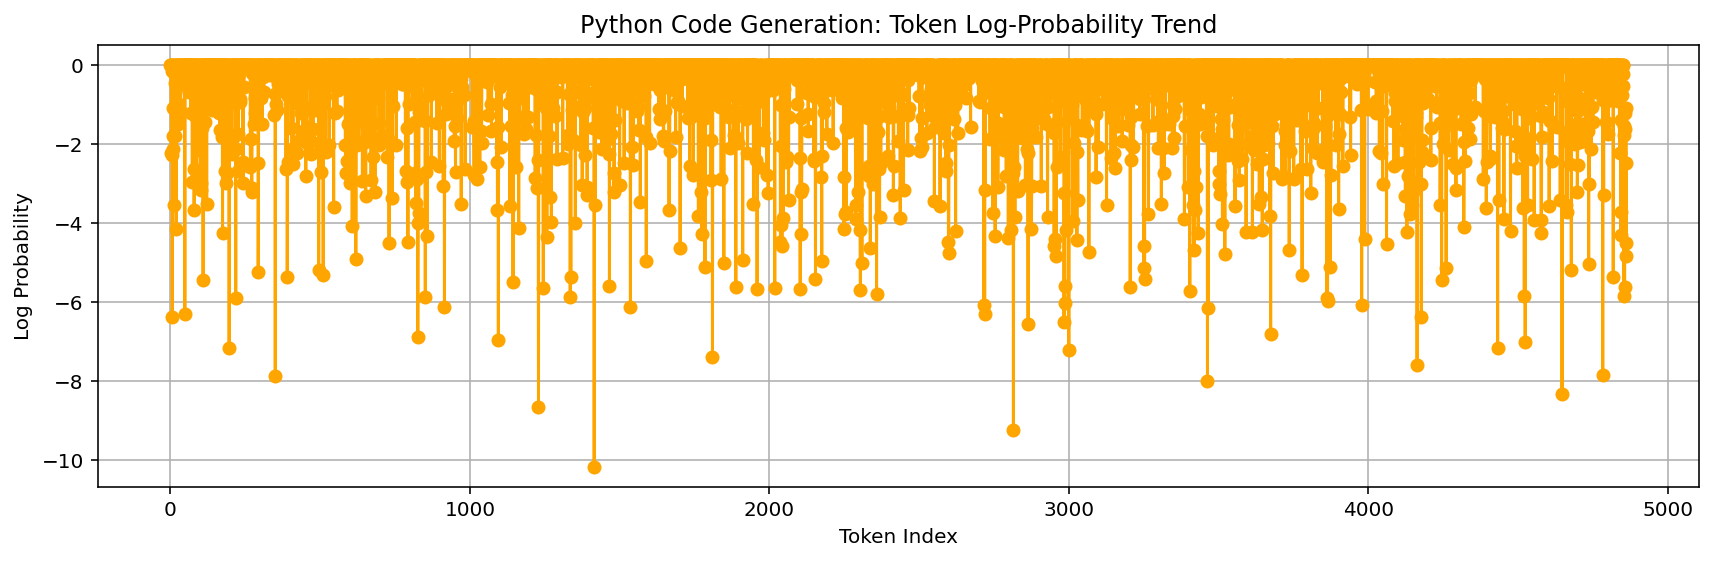 Python Code Generation: Token Log-Probability Trend
Log Probability
0
−2
−4
−6
−8
−10
0 1000 2000 3000 4000 5000
Token Index